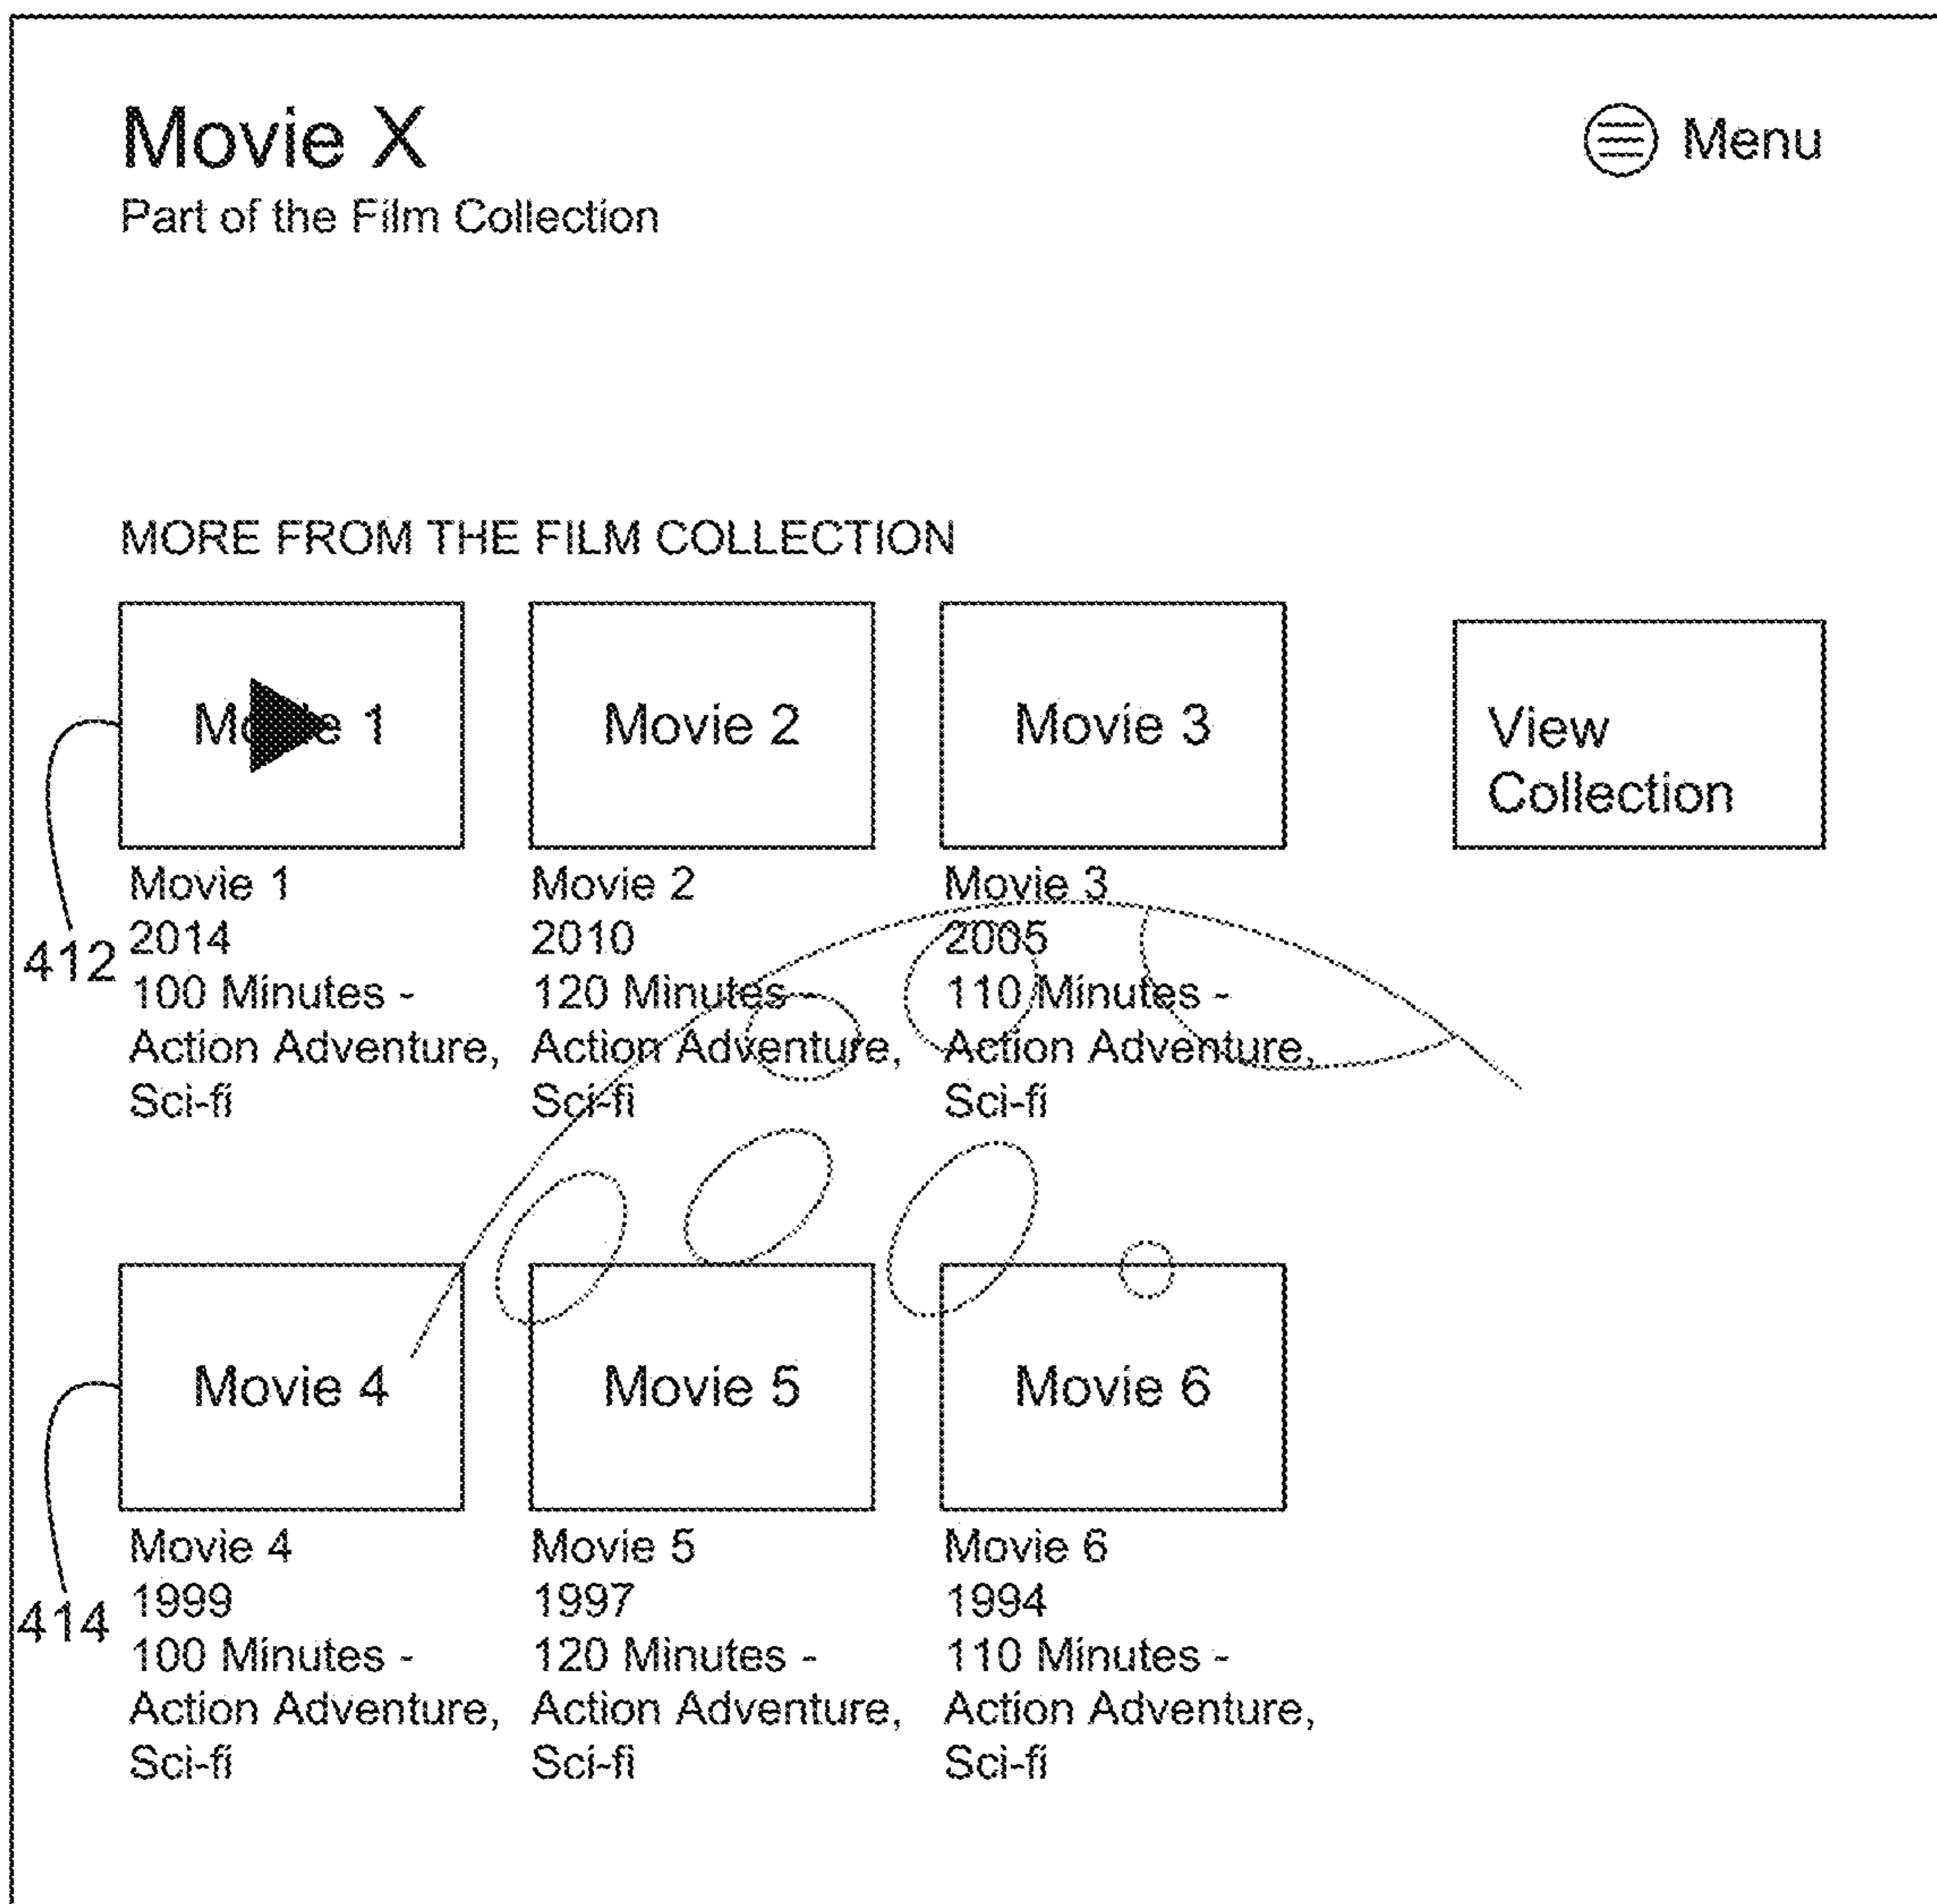 Movie X
Menu
Part of the Film Collection
MORE FROM THE FILM COLLECTION
Movie 1
Movie 2
Movie 3
View
Collection
412
Movie 1
2014
100 Minutes -
Action Adventure,
Sci-fi
Movie 2
2010
120 Minutes -
Action Adventure,
Sci-fi
Movie 3
2005
110 Minutes -
Action Adventure,
Sci-fi
Movie 4
Movie 5
Movie 6
414
Movie 4
1999
100 Minutes -
Action Adventure,
Sci-fi
Movie 5
1997
120 Minutes -
Action Adventure,
Sci-fi
Movie 6
1994
110 Minutes -
Action Adventure,
Sci-fi